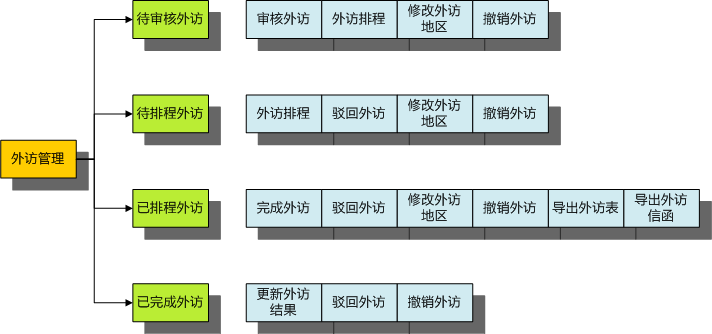 待审核外访
审核外访
外访排程
修改外访
地区
撤销外访
待排程外访
外访排程
驳回外访
修改外访
地区
撤销外访
外访管理
已排程外访
完成外访
驳回外访
修改外访
地区
撤销外访
导出外访表
导出外访
信函
已完成外访
更新外访
结果
驳回外访
撤销外访